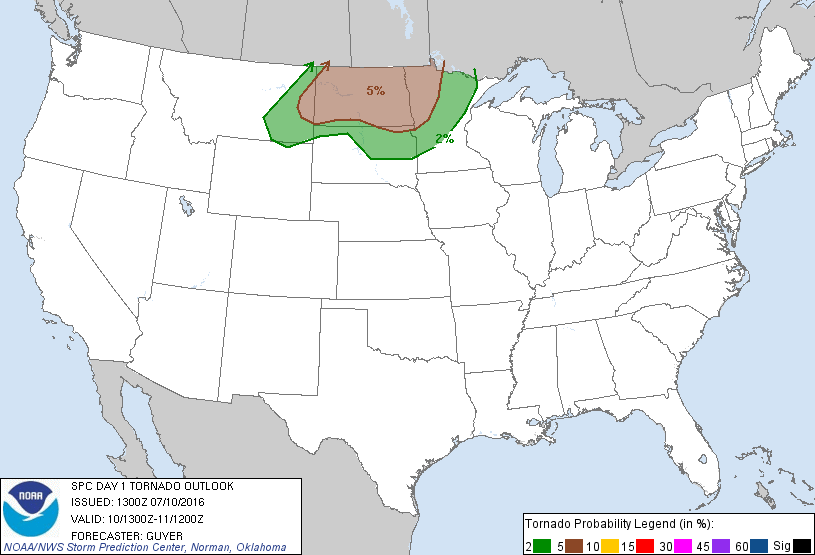 5%
2%
NOAA
SPC DAY 1 TORNADO OUTLOOK
ISSUED: 1300Z 07/10/2016
VALID: 10/1300Z-11/1200Z
FORECASTER: GUYER
NOAA/NWS Storm Prediction Center, Norman, Oklahoma
Tornado Probability Legend (in %):
2 5 10 15 30 45 60 Sig